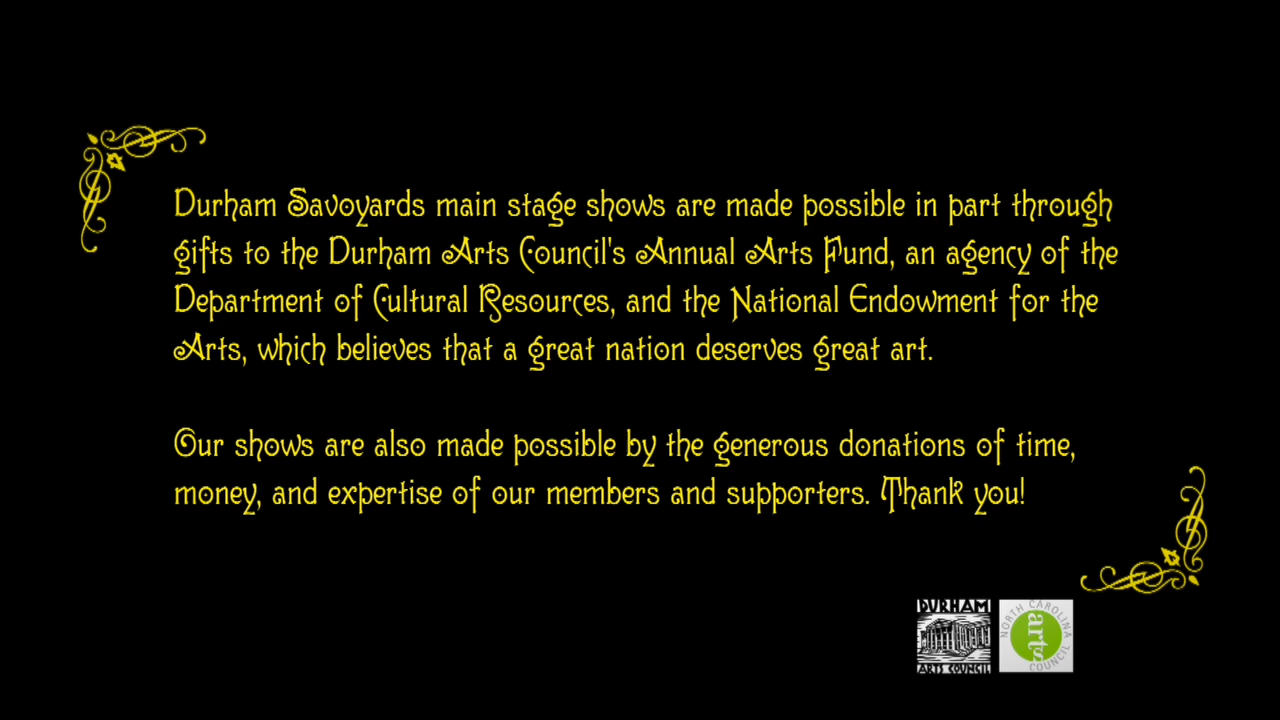 Durham Savoyards main stage shows are made possible in part through
gifts to the Durham Arts Council's Annual Arts Fund, an agency of the
Department of Cultural Resources, and the National Endowment for the
Arts, which believes that a great nation deserves great art.
Our shows are also made possible by the generous donations of time,
money, and expertise of our members and supporters. Thank you!
DURHAM
ARTS COUNCIL
NORTH CAROLINA
arts
COUNCIL